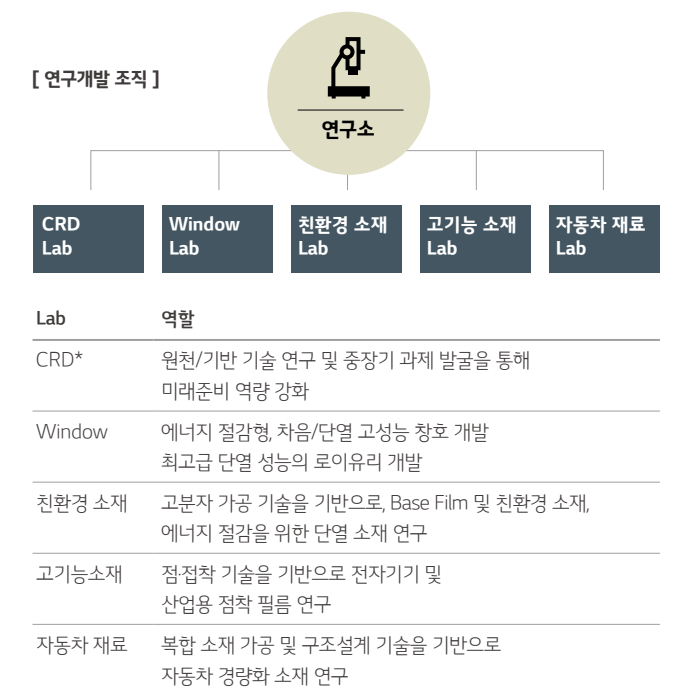 [ 연구개발 조직 ]
연구소
CRD
Lab
Window
Lab
친환경 소재
Lab
고기능 소재
Lab
자동차 재료
Lab
Lab 역할
CRD* 원천/기반 기술 연구 및 중장기 과제 발굴을 통해
미래준비 역량 강화
Window 에너지 절감형, 차음/단열 고성능 창호 개발
최고급 단열 성능의 로이유리 개발
친환경 소재 고분자 가공 기술을 기반으로, Base Film 및 친환경 소재,
에너지 절감을 위한 단열 소재 연구
고기능소재 점·접착 기술을 기반으로 전자기기 및
산업용 점착 필름 연구
자동차 재료 복합 소재 가공 및 구조설계 기술을 기반으로
자동차 경량화 소재 연구